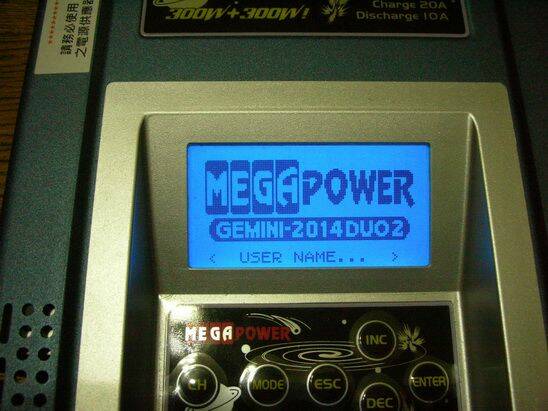 請務必使用
之電源供應器
300W+300W!
Charge 20A
Discharge 10A
MEGAPOWER
GEMINI-2014DUO2
< USER NAME... >
MEGAPOWER
INC
CH
MODE
ESC
DEC
ENTER